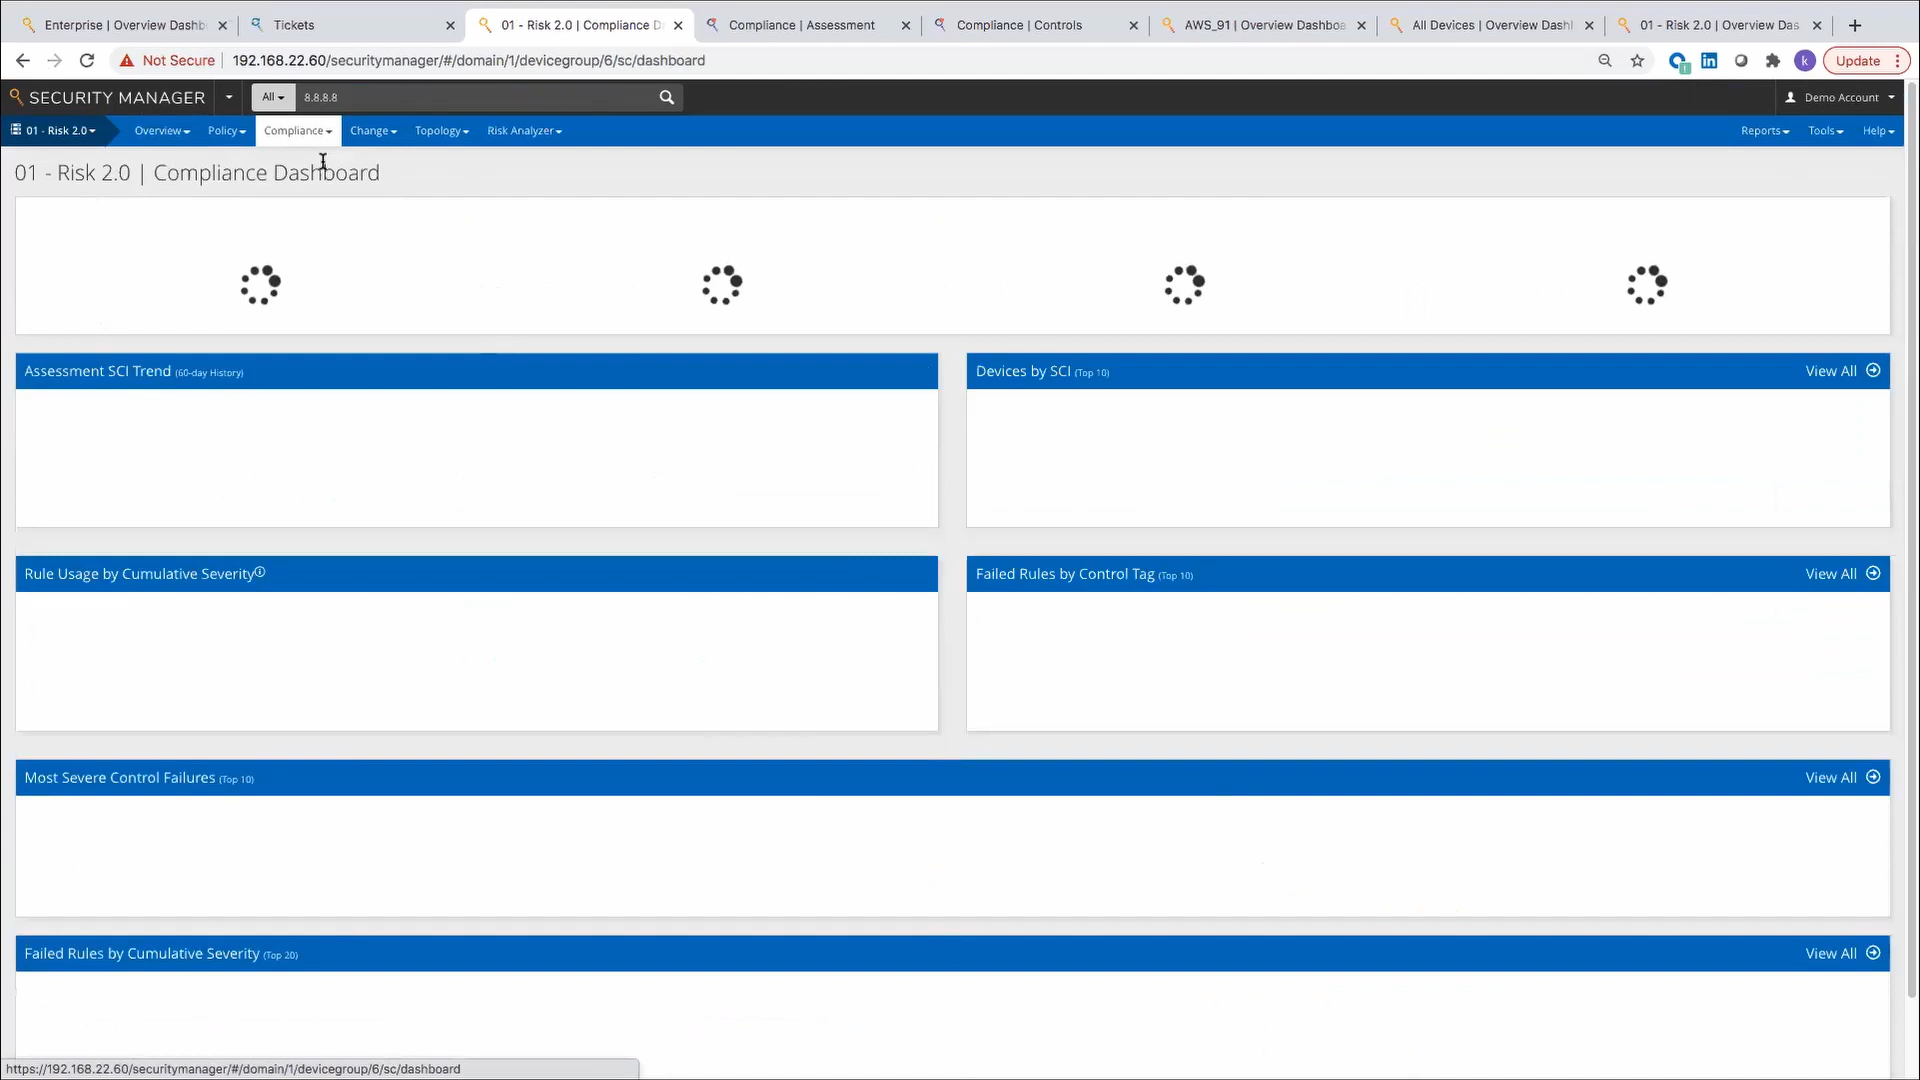 Enterprise | Overview Dashb
Tickets
01 - Risk 2.0 | Compliance D
Compliance | Assessment
Compliance | Controls
AWS_91 | Overview Dashboa
All Devices | Overview Dash
01 - Risk 2.0 | Overview Das
Not Secure
192.168.22.60/securitymanager/#/domain/1/devicegroup/6/sc/dashboard
k
Update
SECURITY MANAGER
All
8.8.8.8
Demo Account
01 - Risk 2.0
Overview
Policy
Compliance
Change
Topology
Risk Analyzer
Reports
Tools
Help
01 - Risk 2.0 | Compliance Dashboard
Assessment SCI Trend (60-day History)
Devices by SCI (Top 10)
View All
Rule Usage by Cumulative Severity
Failed Rules by Control Tag (Top 10)
View All
Most Severe Control Failures (Top 10)
View All
Failed Rules by Cumulative Severity (Top 20)
View All
https://192.168.22.60/securitymanager/#/domain/1/devicegroup/6/sc/dashboard